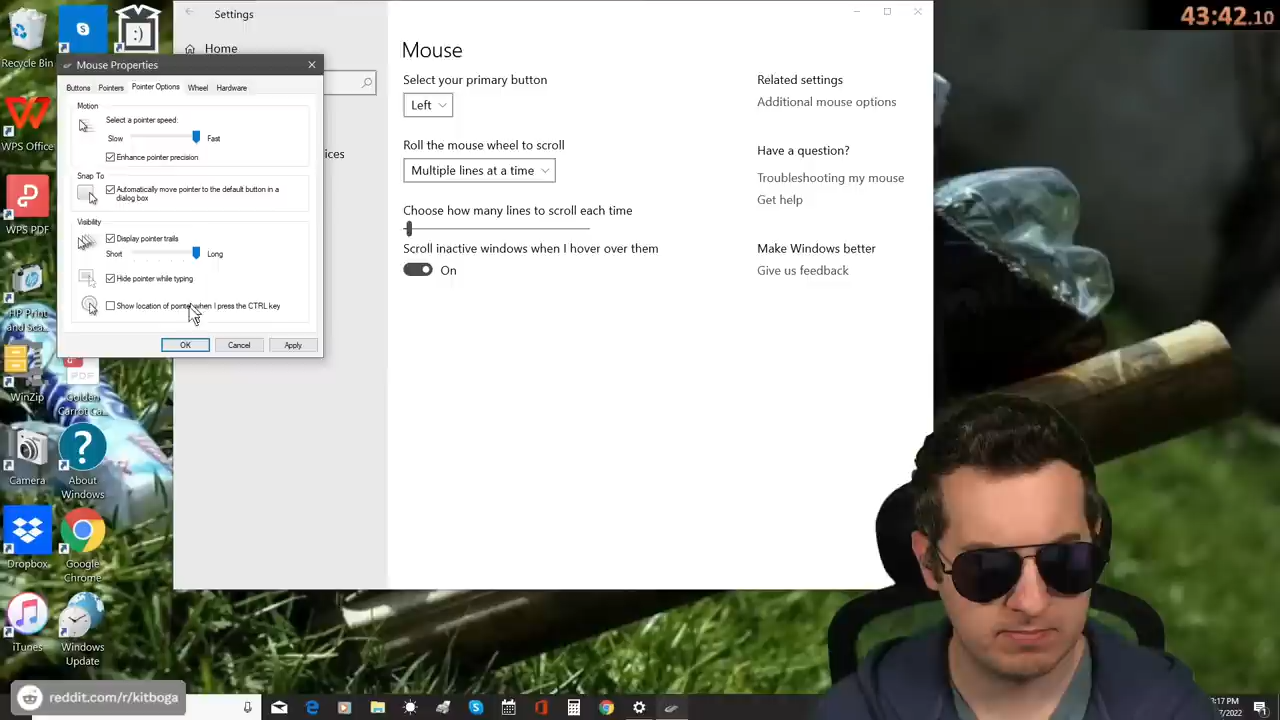 Settings
43:42.10
Recycle Bin
Home
Mouse Properties
Mouse
Buttons
Pointers
Pointer Options
Wheel
Hardware
Motion
Select a pointer speed:
Slow
Fast
Enhance pointer precision
Snap To
Automatically move pointer to the default button in a
dialog box
Visibility
Display pointer trails
Short
Long
Hide pointer while typing
Show location of pointer when I press the CTRL key
OK
Cancel
Apply
ices
Select your primary button
Left
Roll the mouse wheel to scroll
Multiple lines at a time
Choose how many lines to scroll each time
Scroll inactive windows when I hover over them
On
Related settings
Additional mouse options
Have a question?
Troubleshooting my mouse
Get help
Make Windows better
Give us feedback
WPS Office
WPS PDF
HP Print
and Sca...
WinZip
Golden
Carrot Ca...
Camera
About
Windows
Dropbox
Google
Chrome
iTunes
Windows
Update
reddit.com/r/kitboga
:17 PM
/2022